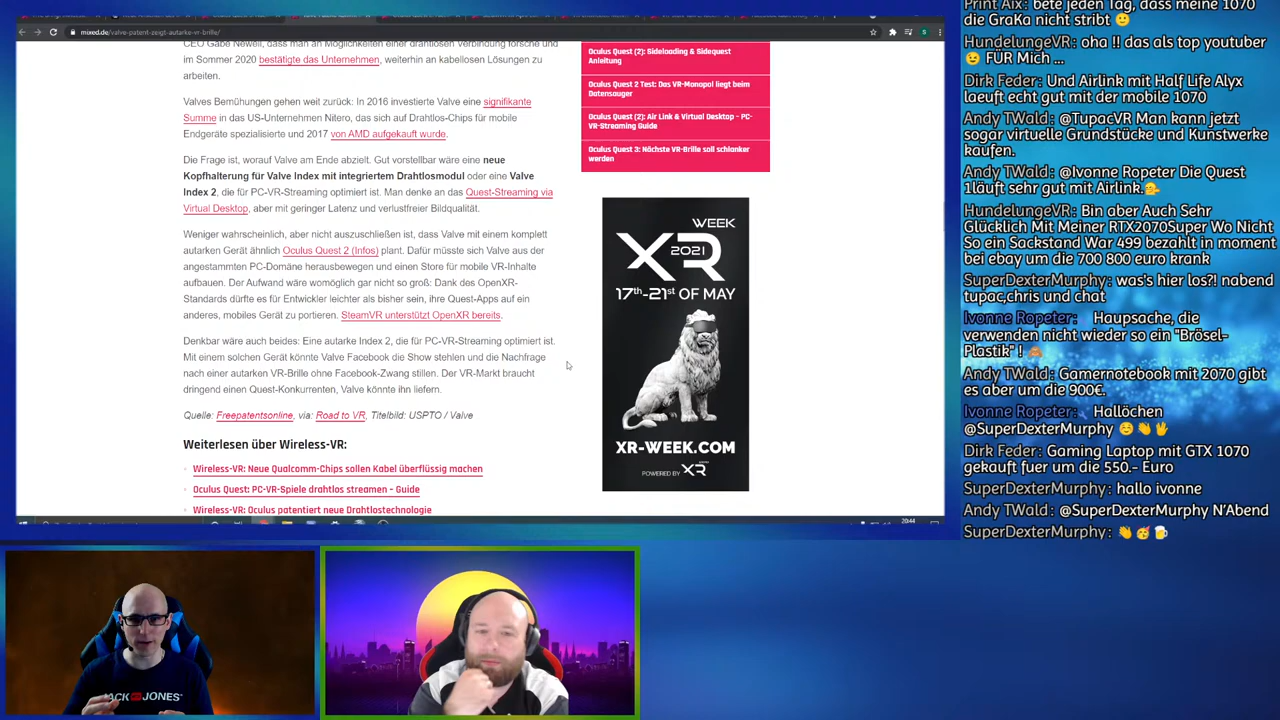 mixed.de/valve-patent-zeigt-autarke-vr-brille/
CEO Gabe Newell, dass man an Möglichkeiten einer drahtlosen Verbindung forsche und
im Sommer 2020 bestätigte das Unternehmen, weiterhin an kabellosen Lösungen zu
arbeiten.
Valves Bemühungen gehen weit zurück: In 2016 investierte Valve eine signifikante
Summe in das US-Unternehmen Nitero, das sich auf Drahtlos-Chips für mobile
Endgeräte spezialisierte und 2017 von AMD aufgekauft wurde.
Die Frage ist, worauf Valve am Ende abzielt. Gut vorstellbar wäre eine neue
Kopfhalterung für Valve Index mit integriertem Drahtlosmodul oder eine Valve
Index 2, die für PC-VR-Streaming optimiert ist. Man denke an das Quest-Streaming via
Virtual Desktop, aber mit geringer Latenz und verlustfreier Bildqualität.
Weniger wahrscheinlich, aber nicht auszuschließen ist, dass Valve mit einem komplett
autarken Gerät ähnlich Oculus Quest 2 (Infos) plant. Dafür müsste sich Valve aus der
angestammten PC-Domäne herausbewegen und einen Store für mobile VR-Inhalte
aufbauen. Der Aufwand wäre womöglich gar nicht so groß: Dank des OpenXR-
Standards dürfte es für Entwickler leichter als bisher sein, ihre Quest-Apps auf ein
anderes, mobiles Gerät zu portieren. SteamVR unterstützt OpenXR bereits.
Denkbar wäre auch beides: Eine autarke Index 2, die für PC-VR-Streaming optimiert ist.
Mit einem solchen Gerät könnte Valve Facebook die Show stehlen und die Nachfrage
nach einer autarken VR-Brille ohne Facebook-Zwang stillen. Der VR-Markt braucht
dringend einen Quest-Konkurrenten, Valve könnte ihn liefern.
Quelle: Freepatentsonline, via: Road to VR, Titelbild: USPTO / Valve
Weiterlesen über Wireless-VR:
Wireless-VR: Neue Qualcomm-Chips sollen Kabel überflüssig machen
Oculus Quest: PC-VR-Spiele drahtlos streamen – Guide
Wireless-VR: Oculus patentiert neue Drahtlostechnologie
Oculus Quest (2): Sideloading & Sidequest
Anleitung
Oculus Quest 2 Test: Das VR-Monopol liegt beim
Datensauger
Oculus Quest (2): Air Link & Virtual Desktop – PC-
VR-Streaming Guide
Oculus Quest 3: Nächste VR-Brille soll schlanker
werden
WEEK
XR
2021
17th-21st OF MAY
XR-WEEK.COM
POWERED BY XR
20:44
Print Aix: bete jeden Tag, dass meine 1070
die GraKa nicht stribt 🙂
HundelungeVR: oha !! das als top youtuber
😉 FÜR Mich ...
Dirk Feder: Und Airlink mit Half Life Alyx
laeuft echt gut mit der mobile 1070
Andy TWald: @TupacVR Man kann jetzt
sogar virtuelle Grundstücke und Kunstwerke
kaufen.
Andy TWald: @Ivonne Ropeter Die Quest
1läuft sehr gut mit Airlink.
HundelungeVR: Bin aber Auch Sehr
Glücklich Mit Meiner RTX2070Super Wo Nicht
So ein Sackstand War 499 bezahlt in moment
bei ebay um die 700 800 euro krank
SuperDexterMurphy: was's hier los?! nabend
tupac,chris und chat
Ivonne Ropeter: Haupsache, die
verwenden nicht wieder so ein "Brösel-
Plastik" ! 🙈
Andy TWald: Gamernotebook mit 2070 gibt
es aber um die 900€.
Ivonne Ropeter: Hallöchen
@SuperDexterMurphy ☺👋🖖
Dirk Feder: Gaming Laptop mit GTX 1070
gekauft fuer um die 550.- Euro
SuperDexterMurphy: hallo ivonne
Andy TWald: @SuperDexterMurphy N'Abend
SuperDexterMurphy: 👋🥳🍺
JACK JONES